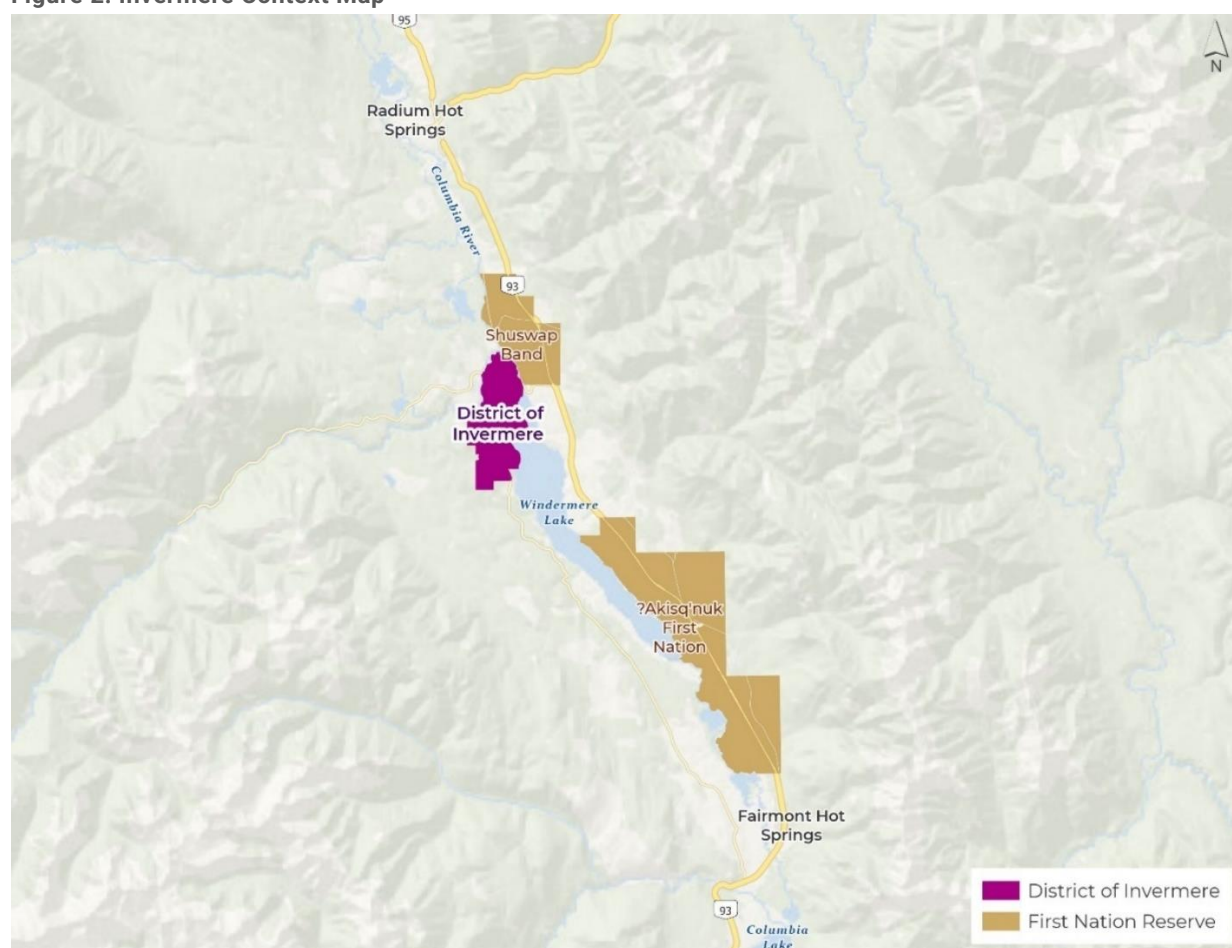 Figure 2: Invermere Context Map
95
N
Radium Hot
Springs
Columbia River
93
Shuswap
Band
District of
Invermere
Windermere
Lake
?Akisq'nuk
First
Nation
Fairmont Hot
Springs
District of Invermere
First Nation Reserve
93
Columbia
Lake